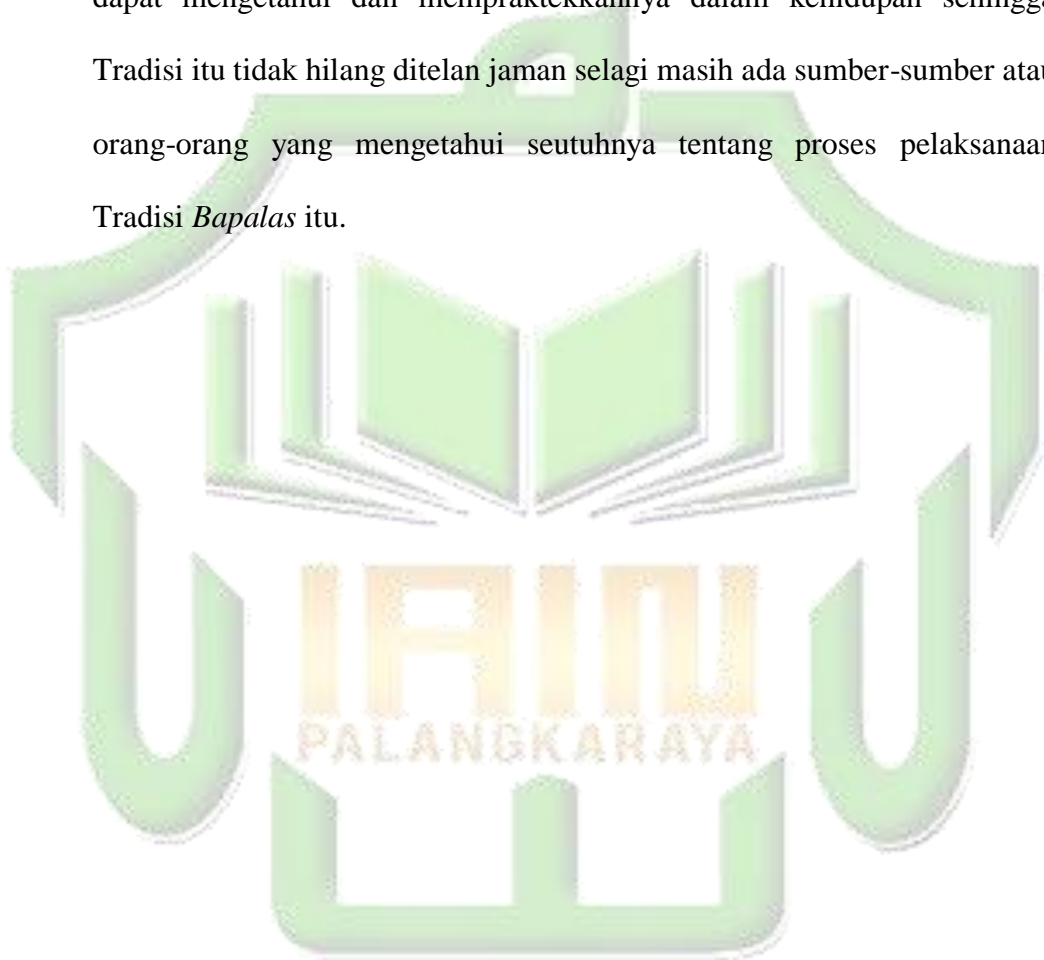 dapat mengetahui dan mempraktekkannya dalam kehidupan sehingga
Tradisi itu tidak hilang ditelan jaman selagi masih ada sumber-sumber atau
orang-orang yang mengetahui seutuhnya tentang proses pelaksanaan
Tradisi Bapalas itu.
IAIN
PALANGKARAYA